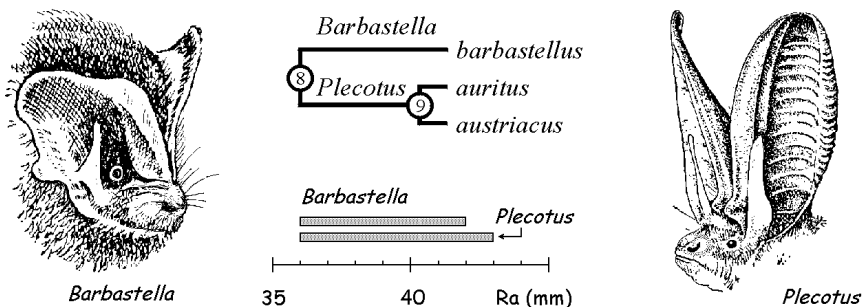 Barbastella
barbastellus
8
Plecotus
auritus
9
austriacus
Barbastella
Plecotus
35 40 Ra (mm)
Barbastella
Plecotus